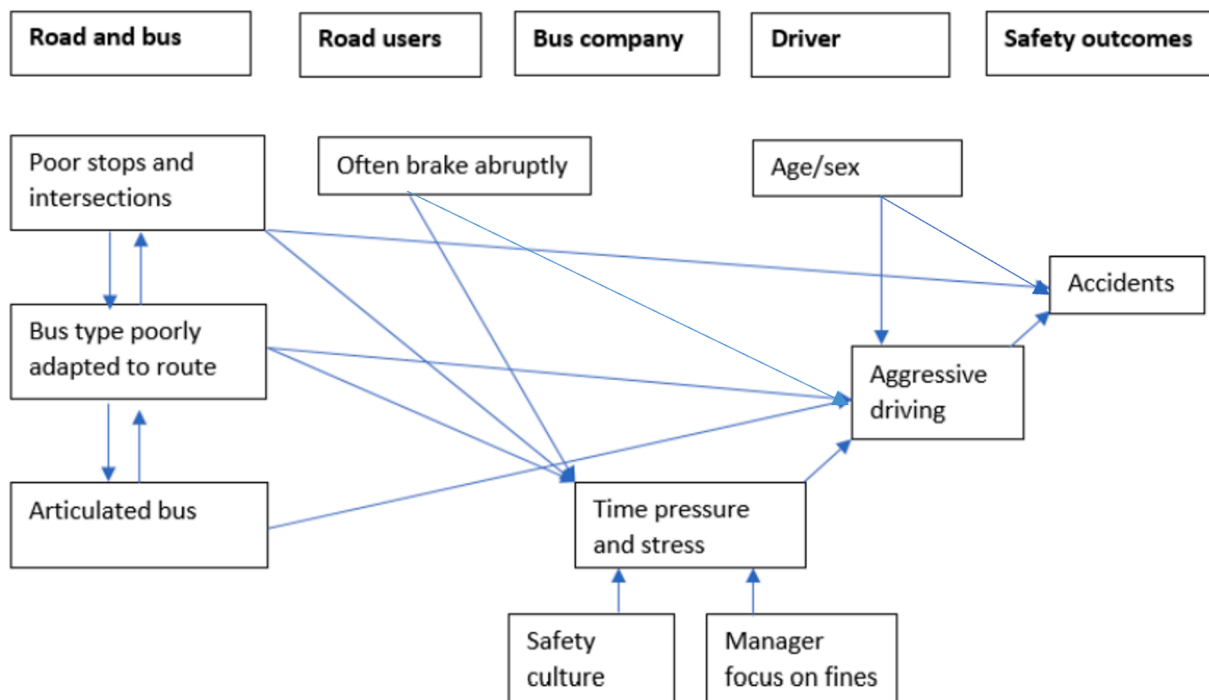 Road and bus
Road users
Bus company
Driver
Safety outcomes
Poor stops and
intersections
Often brake abruptly
Age/sex
Accidents
Bus type poorly
adapted to route
Aggressive
driving
Articulated bus
Time pressure
and stress
Safety
culture
Manager
focus on fines